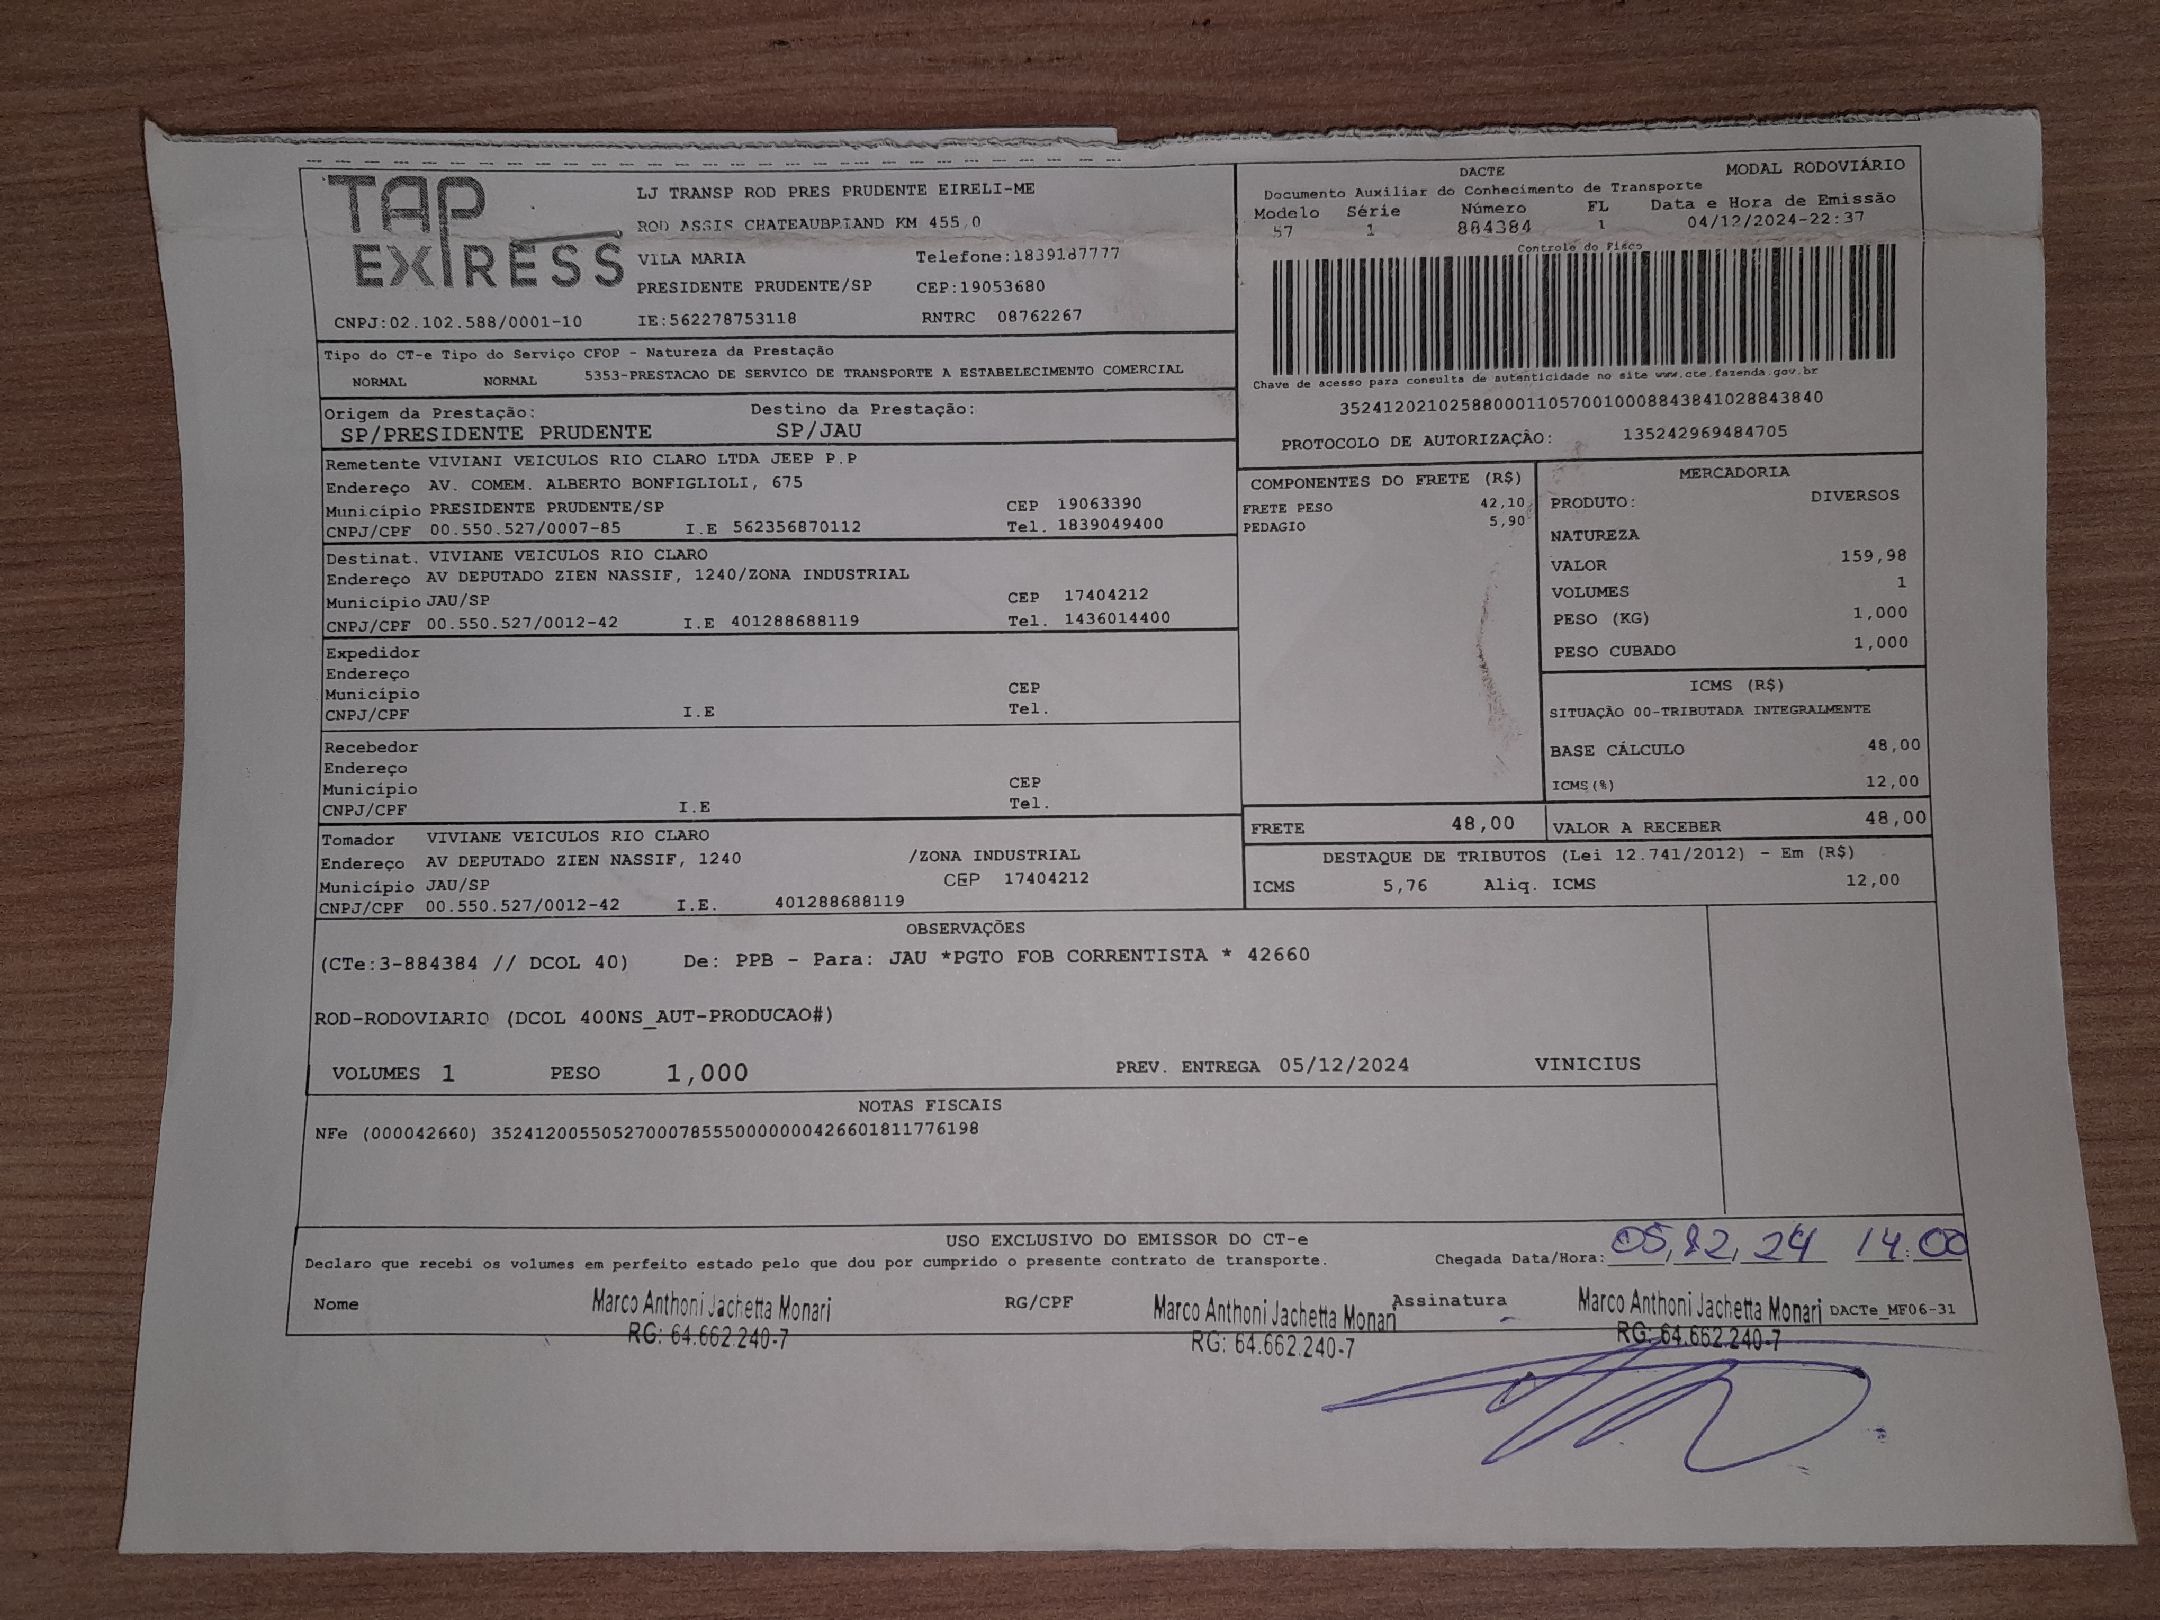 TAP EXPRESS
LJ TRANSP ROD PRES PRUDENTE EIRELI-ME
ROD ASSIS CHATEAUBRIAND KM 455,0
VILA MARIA Telefone:1839187777
PRESIDENTE PRUDENTE/SP CEP:19053680
CNPJ:02.102.588/0001-10 IE:562278753118 RNTRC 08762267
DACTE MODAL RODOVIÁRIO
Documento Auxiliar do Conhecimento de Transporte
Modelo Série Número FL Data e Hora de Emissão
57 1 884384 1 04/12/2024-22:37
Controle do Fisco
Chave de acesso para consulta de autenticidade no site www.cte.fazenda.gov.br
35241202102588000110570010008843841028843840
PROTOCOLO DE AUTORIZAÇÃO: 135242969484705
Tipo do CT-e Tipo do Serviço CFOP - Natureza da Prestação
NORMAL NORMAL 5353-PRESTACAO DE SERVICO DE TRANSPORTE A ESTABELECIMENTO COMERCIAL
Origem da Prestação: Destino da Prestação:
SP/PRESIDENTE PRUDENTE SP/JAU
Remetente VIVIANI VEICULOS RIO CLARO LTDA JEEP P.P
Endereço AV. COMEM. ALBERTO BONFIGLIOLI, 675
Município PRESIDENTE PRUDENTE/SP CEP 19063390
CNPJ/CPF 00.550.527/0007-85 I.E 562356870112 Tel. 1839049400
Destinat. VIVIANE VEICULOS RIO CLARO
Endereço AV DEPUTADO ZIEN NASSIF, 1240/ZONA INDUSTRIAL
Município JAU/SP CEP 17404212
CNPJ/CPF 00.550.527/0012-42 I.E 401288688119 Tel. 1436014400
Expedidor
Endereço
Município CEP
CNPJ/CPF I.E Tel.
Recebedor
Endereço
Município CEP
CNPJ/CPF I.E Tel.
Tomador VIVIANE VEICULOS RIO CLARO
Endereço AV DEPUTADO ZIEN NASSIF, 1240 /ZONA INDUSTRIAL
Município JAU/SP CEP 17404212
CNPJ/CPF 00.550.527/0012-42 I.E. 401288688119
COMPONENTES DO FRETE (R$)
FRETE PESO 42,10
PEDAGIO 5,90
MERCADORIA
PRODUTO: DIVERSOS
NATUREZA
VALOR 159,98
VOLUMES 1
PESO (KG) 1,000
PESO CUBADO 1,000
ICMS (R$)
SITUAÇÃO 00-TRIBUTADA INTEGRALMENTE
BASE CÁLCULO 48,00
ICMS(%) 12,00
FRETE 48,00 VALOR A RECEBER 48,00
DESTAQUE DE TRIBUTOS (Lei 12.741/2012) - Em (R$)
ICMS 5,76 Aliq. ICMS 12,00
OBSERVAÇÕES
(CTe:3-884384 // DCOL 40) De: PPB - Para: JAU *PGTO FOB CORRENTISTA * 42660
ROD-RODOVIARIO (DCOL 400NS_AUT-PRODUCAO#)
VOLUMES 1 PESO 1,000 PREV. ENTREGA 05/12/2024 VINICIUS
NOTAS FISCAIS
NFe (000042660) 35241200550527000785550000000426601811776198
USO EXCLUSIVO DO EMISSOR DO CT-e
Declaro que recebi os volumes em perfeito estado pelo que dou por cumprido o presente contrato de transporte. Chegada Data/Hora: 05,12,24 14:00
Nome Marco Anthoni Jachetta Monari RG/CPF Marco Anthoni Jachetta Monari Assinatura Marco Anthoni Jachetta Monari DACTe_MF06-31
RG: 64.662.240-7 RG: 64.662.240-7 RG: 64.662.240-7